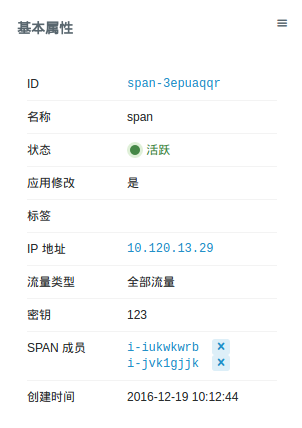 基本属性
ID span-3epuaqqr
名称 span
状态 活跃
应用修改 是
标签
IP 地址 10.120.13.29
流量类型 全部流量
密钥 123
SPAN 成员 i-iukwkwrb ×
i-jvk1gjjk ×
创建时间 2016-12-19 10:12:44